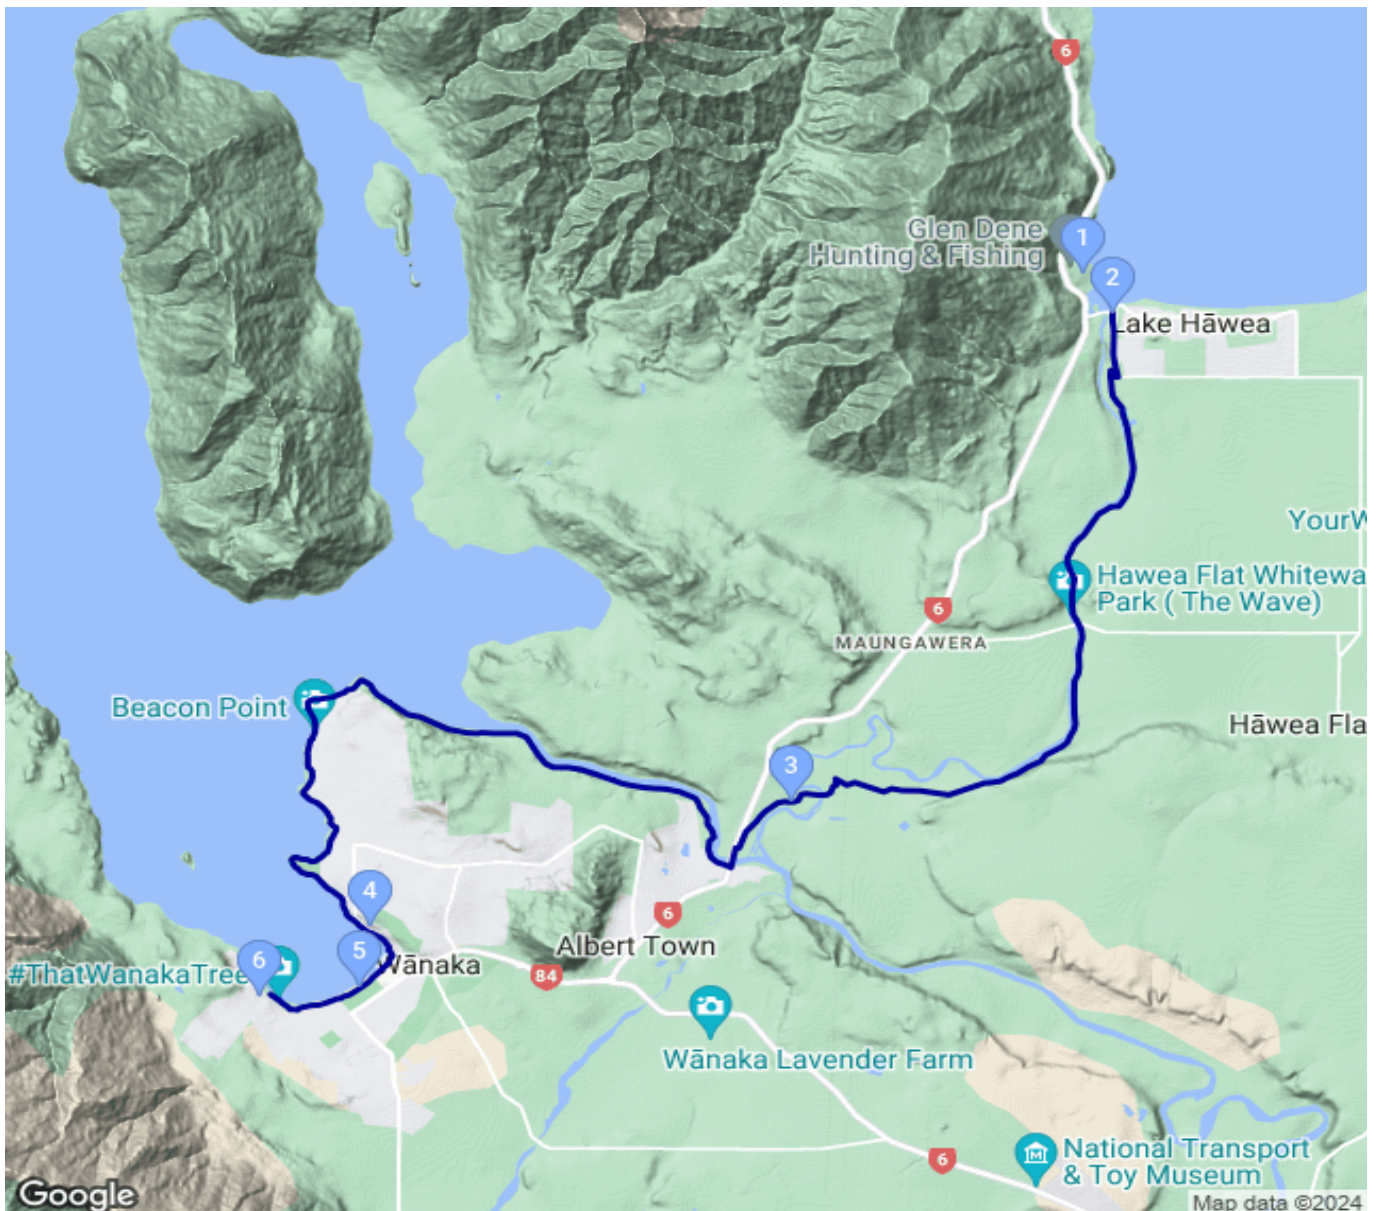 6
Glen Dene
Hunting & Fishing
1
2
Lake Hāwea
YourW
Hawea Flat Whitewa
Park ( The Wave)
6
MAUNGAWERA
Beacon Point
Hāwea Fla
3
4
6
Albert Town
5
Wānaka
6
#ThatWanakaTree
84
Wānaka Lavender Farm
6
National Transport
& Toy Museum
Google
Map data ©2024